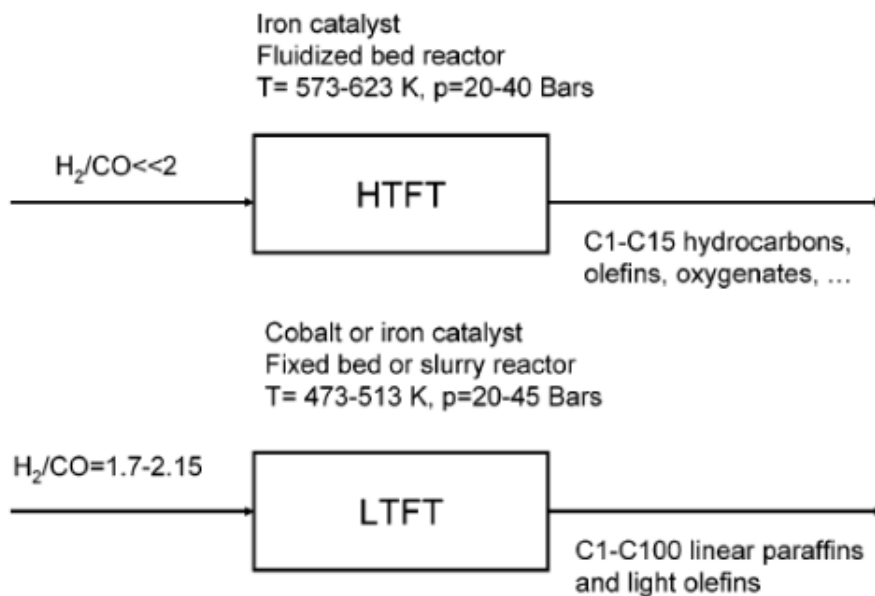 Iron catalyst
Fluidized bed reactor
T= 573-623 K, p=20-40 Bars
H₂/CO<<2
HTFT
C1-C15 hydrocarbons,
olefins, oxygenates, ...
Cobalt or iron catalyst
Fixed bed or slurry reactor
T= 473-513 K, p=20-45 Bars
H₂/CO=1.7-2.15
LTFT
C1-C100 linear paraffins
and light olefins